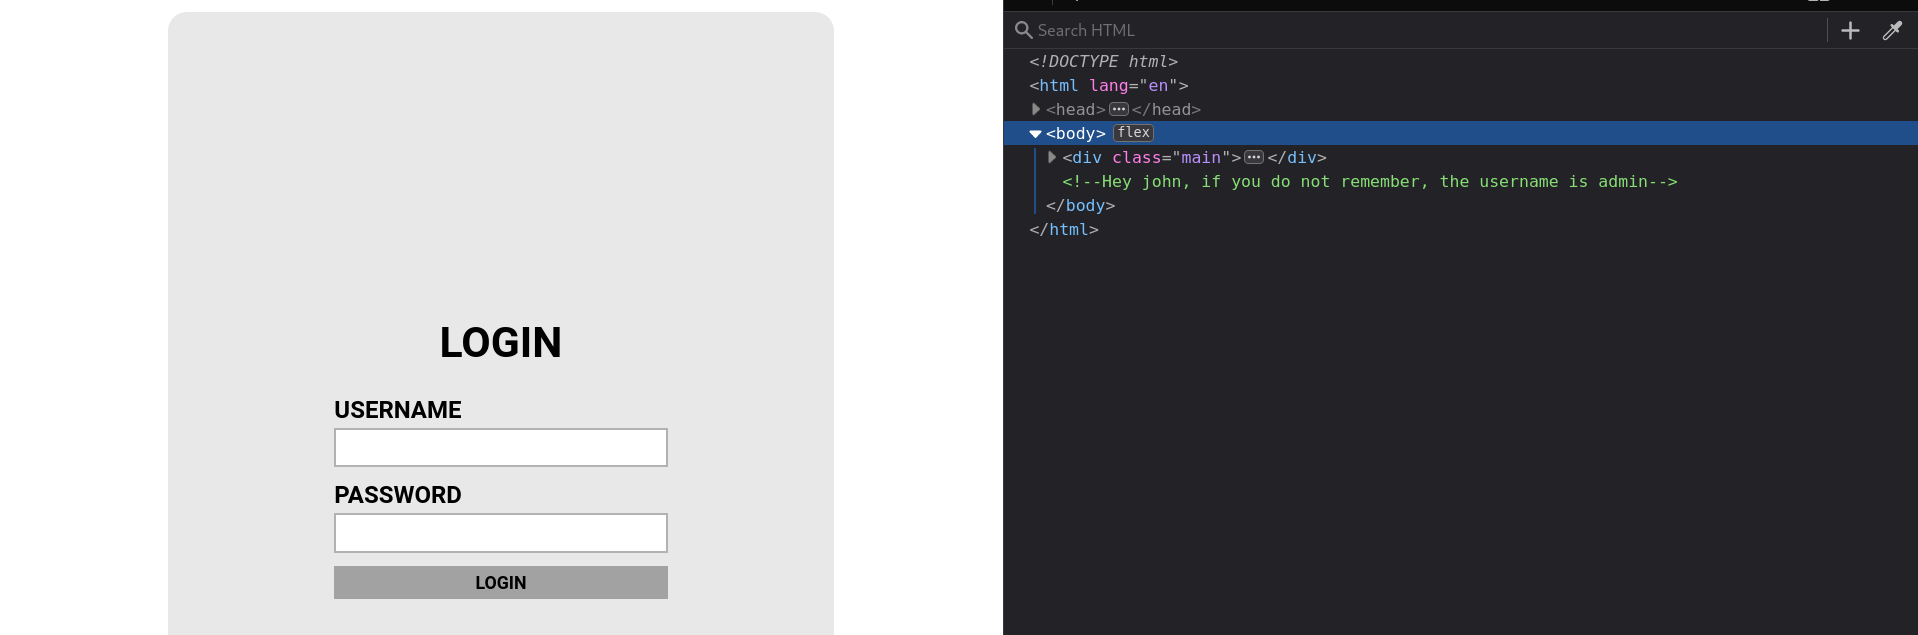 LOGIN
USERNAME
PASSWORD
LOGIN
Search HTML
<!DOCTYPE html>
<html lang="en">
<head></head>
<body> flex
<div class="main"></div>
<!--Hey john, if you do not remember, the username is admin-->
</body>
</html>